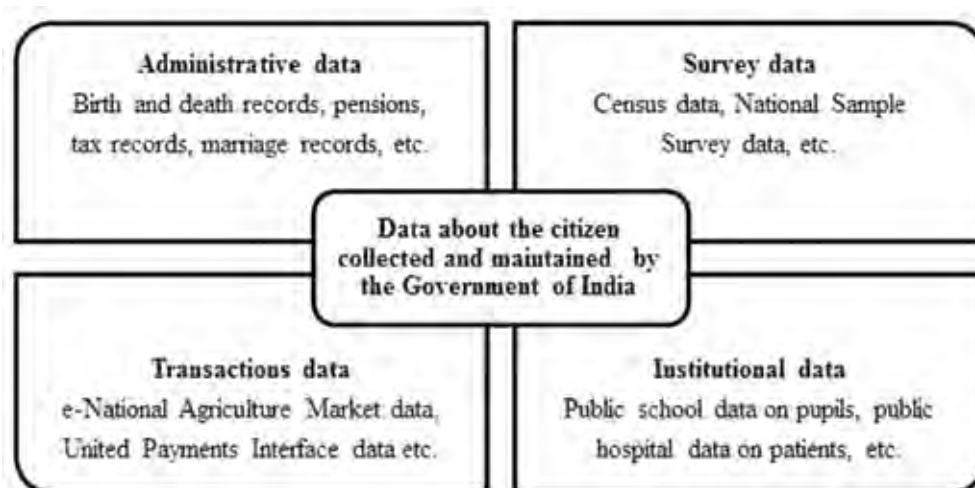 Administrative data
Birth and death records, pensions,
tax records, marriage records, etc.
Survey data
Census data, National Sample
Survey data, etc.
Data about the citizen
collected and maintained by
the Government of India
Transactions data
e-National Agriculture Market data,
United Payments Interface data etc.
Institutional data
Public school data on pupils, public
hospital data on patients, etc.